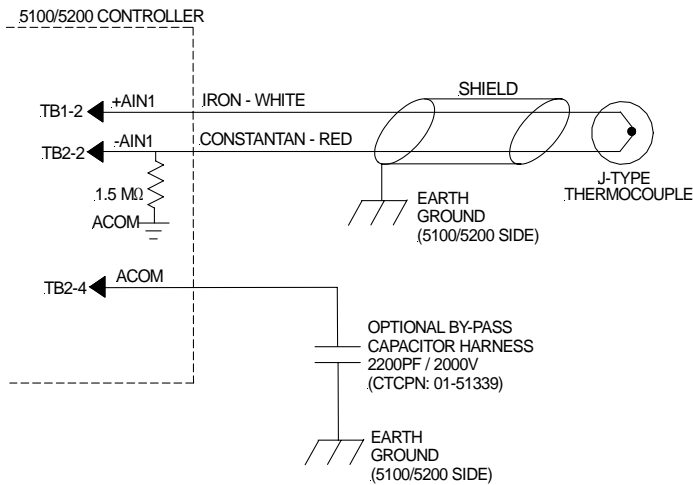 5100/5200 CONTROLLER
SHIELD
+AIN1
IRON - WHITE
TB1-2
-AIN1
CONSTANTAN - RED
TB2-2
J-TYPE
THERMOCOUPLE
1.5 MΩ
ACOM
EARTH
GROUND
(5100/5200 SIDE)
ACOM
TB2-4
OPTIONAL BY-PASS
CAPACITOR HARNESS
2200PF / 2000V
(CTCPN: 01-51339)
EARTH
GROUND
(5100/5200 SIDE)